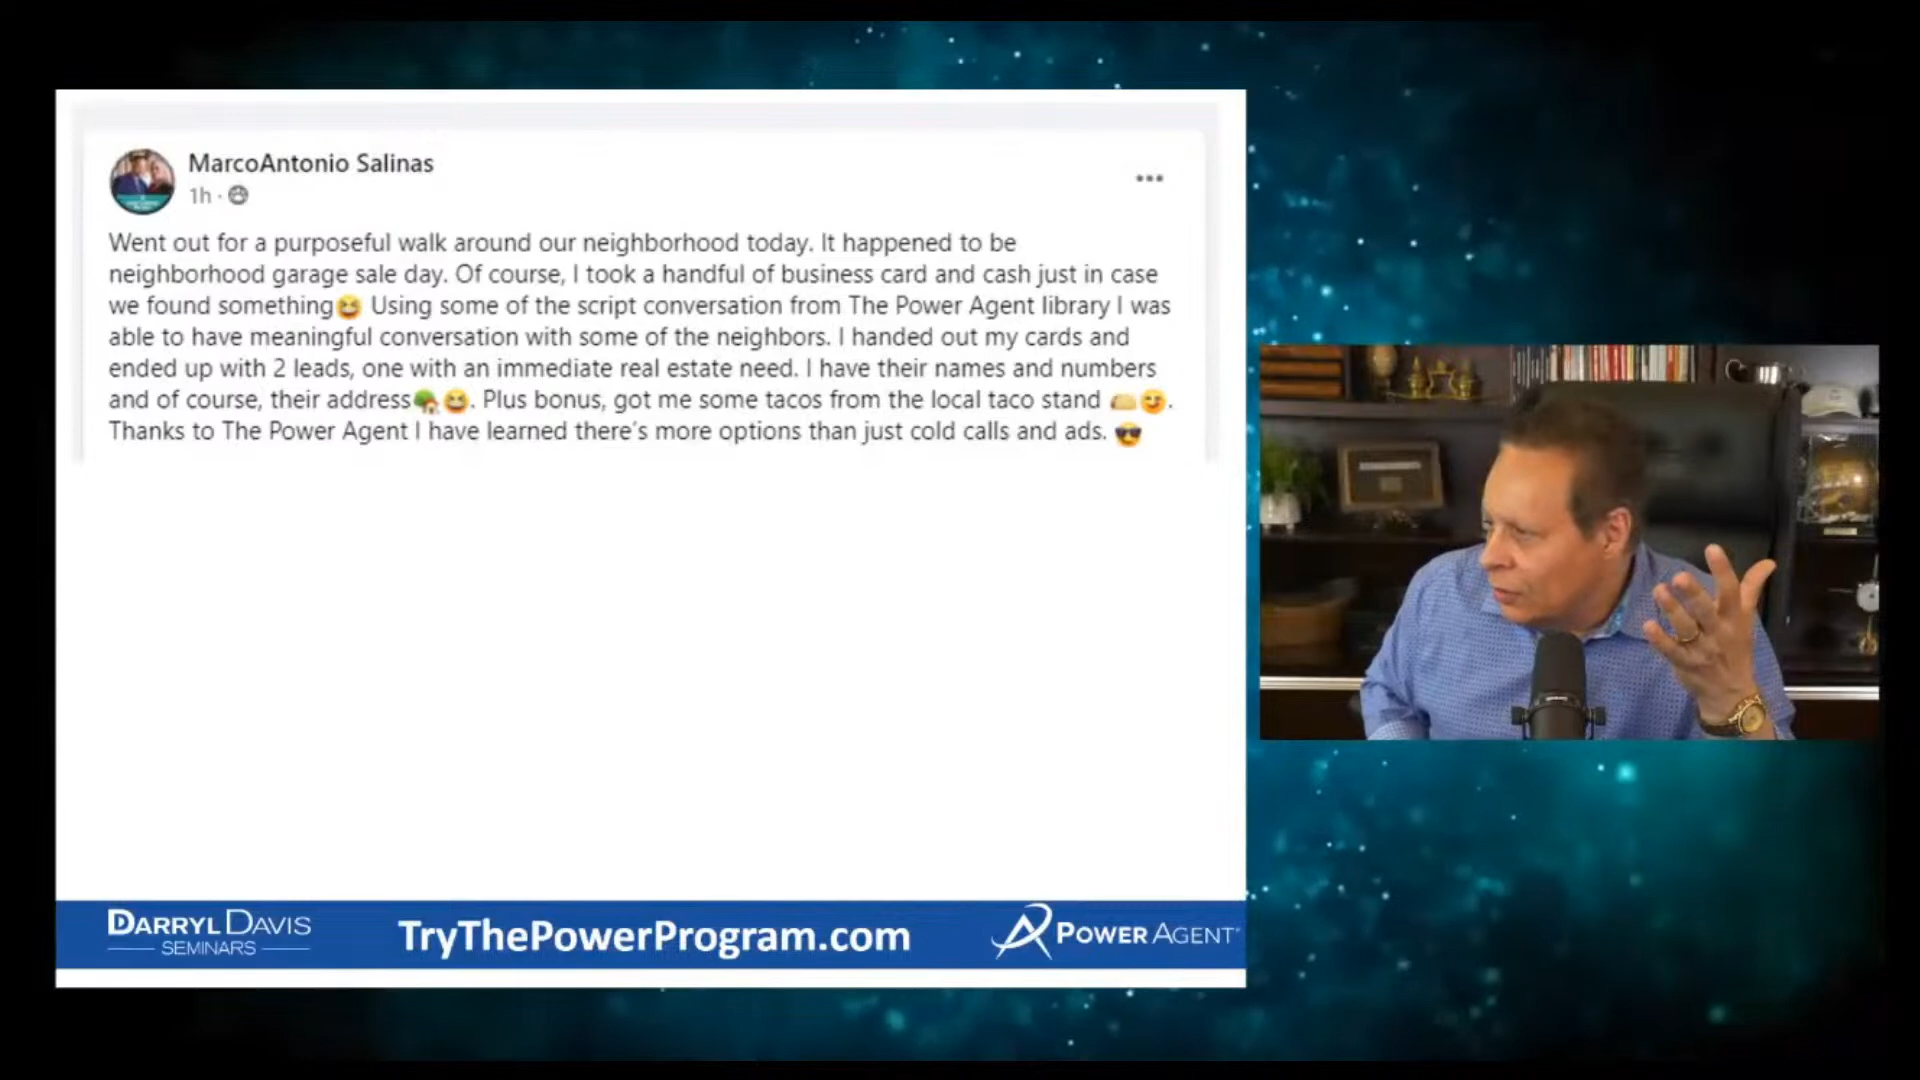 MarcoAntonio Salinas
1h ·
Went out for a purposeful walk around our neighborhood today. It happened to be
neighborhood garage sale day. Of course, I took a handful of business card and cash just in case
we found something😆 Using some of the script conversation from The Power Agent library I was
able to have meaningful conversation with some of the neighbors. I handed out my cards and
ended up with 2 leads, one with an immediate real estate need. I have their names and numbers
and of course, their address🏡😆. Plus bonus, got me some tacos from the local taco stand 🌮😋.
Thanks to The Power Agent I have learned there's more options than just cold calls and ads. 😎
DARRYL DAVIS
SEMINARS
TryThePowerProgram.com
POWER AGENT